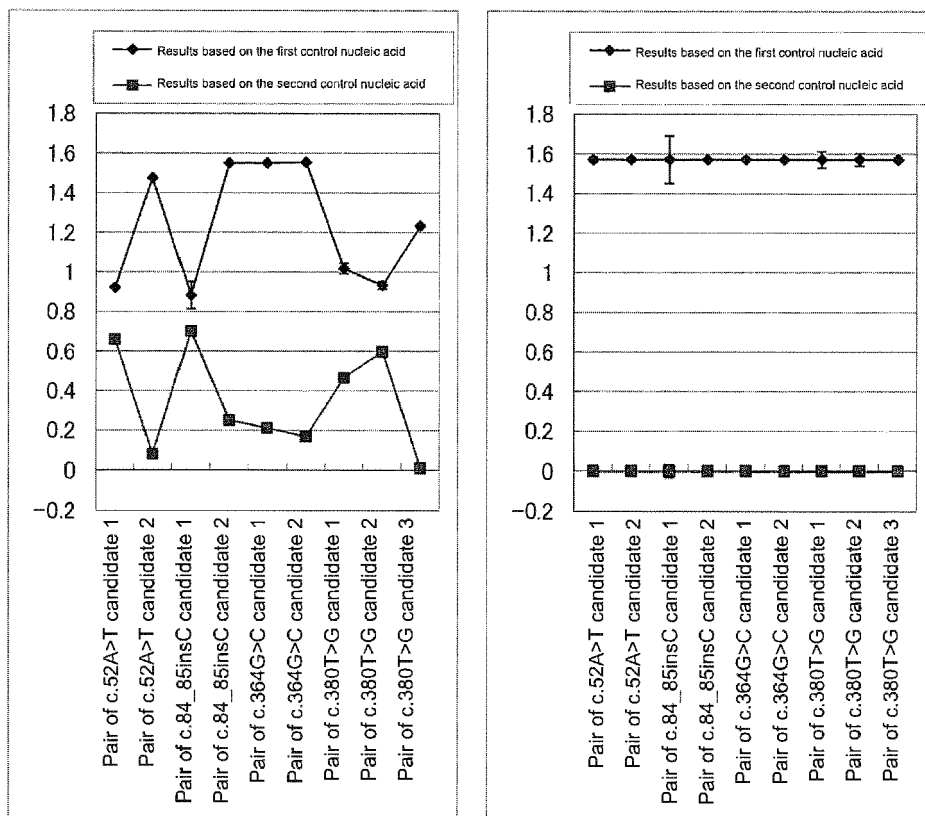 Results based on the first control nucleic acid
Results based on the second control nucleic acid
1.8
1.6
1.4
1.2
1
0.8
0.6
0.4
0.2
0
−0.2
Pair of c.52A>T candidate 1
Pair of c.52A>T candidate 2
Pair of c.84_85insC candidate 1
Pair of c.84_85insC candidate 2
Pair of c.364G>C candidate 1
Pair of c.364G>C candidate 2
Pair of c.380T>G candidate 1
Pair of c.380T>G candidate 2
Pair of c.380T>G candidate 3
Results based on the first control nucleic acid
Results based on the second control nucleic acid
1.8
1.6
1.4
1.2
1
0.8
0.6
0.4
0.2
0
−0.2
Pair of c.52A>T candidate 1
Pair of c.52A>T candidate 2
Pair of c.84_85insC candidate 1
Pair of c.84_85insC candidate 2
Pair of c.364G>C candidate 1
Pair of c.364G>C candidate 2
Pair of c.380T>G candidate 1
Pair of c.380T>G candidate 2
Pair of c.380T>G candidate 3